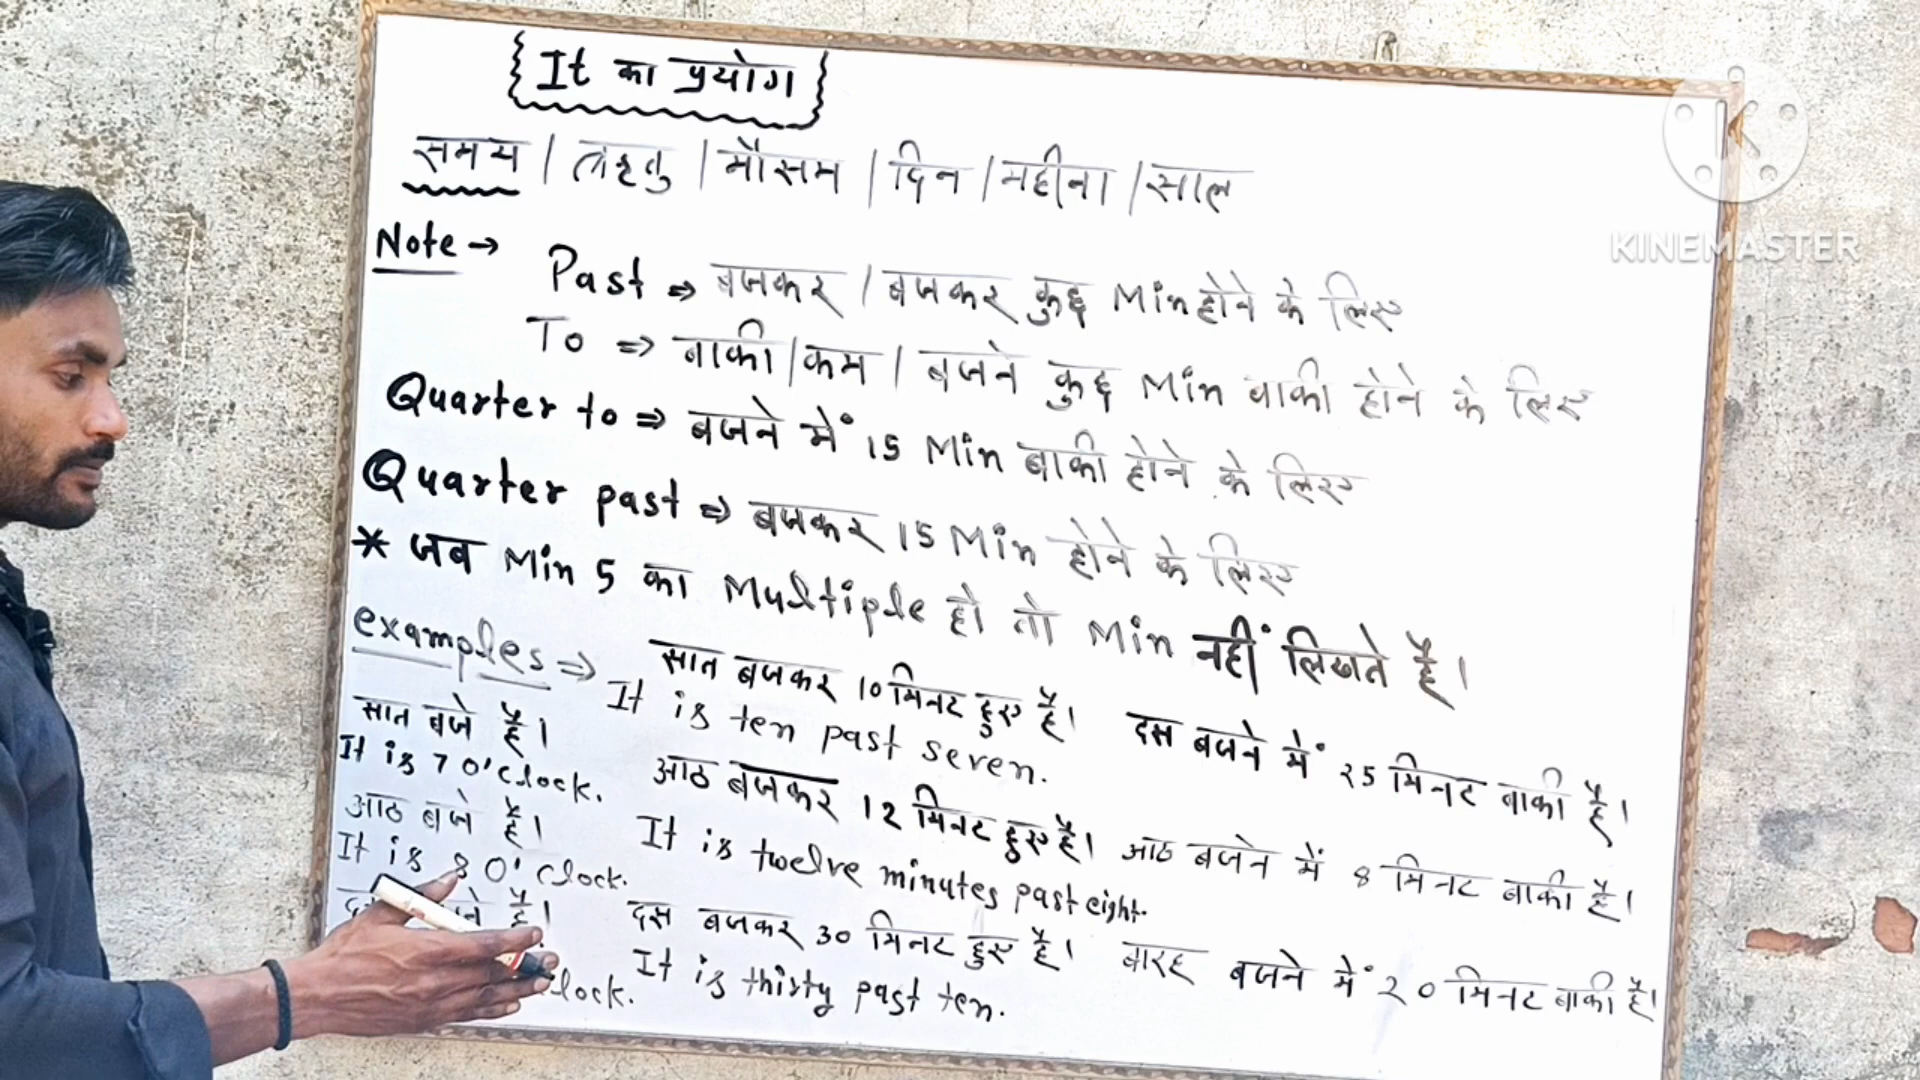 It का प्रयोग
समय | ऋतु | मौसम | दिन | महीना | साल
Note → Past ⇒ बजकर / बजकर कुछ Min होने के लिए
To ⇒ बाकी | कम | बजने कुछ Min बाकी होने के लिए
Quarter to ⇒ बजने में 15 Min बाकी होने के लिए
Quarter past ⇒ बजकर 15 Min होने के लिए
* जब Min 5 का Multiple हो तो Min नहीं लिखते है।
examples ⇒
सात बजे है।
It is 7 O'clock.
आठ बजे है।
It is 8 O'clock.
है।
clock.
सात बजकर 10 मिनट हुए है।
It is ten past seven.
आठ बजकर 12 मिनट हुए है।
It is twelve minutes past eight.
दस बजकर 30 मिनट हुए है।
It is thirty past ten.
दस बजने में 25 मिनट बाकी है।
आठ बजने में 8 मिनट बाकी है।
बारह बजने में 20 मिनट बाकी है।
KINEMASTER